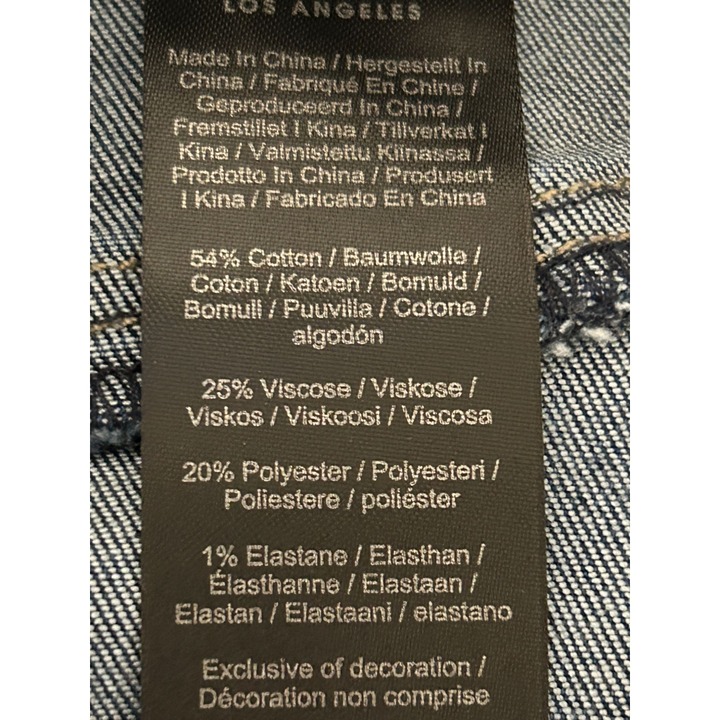 LOS ANGELES
Made In China / Hergestellt In
China / Fabriqué En Chine /
Geproduceerd In China /
Fremstillet I Kina / Tillverkat I
Kina / Valmistettu Kiinassa /
Prodotto In China / Produsert
I Kina / Fabricado En China
54% Cotton / Baumwolle /
Coton / Katoen / Bomuld /
Bomull / Puuvilla / Cotone /
algodón
25% Viscose / Viskose /
Viskos / Viskoosi / Viscosa
20% Polyester / Polyesteri /
Poliestere / poliéster
1% Elastane / Elasthan /
Élasthanne / Elastaan /
Elastan / Elastaani / elastano
Exclusive of decoration /
Décoration non comprise